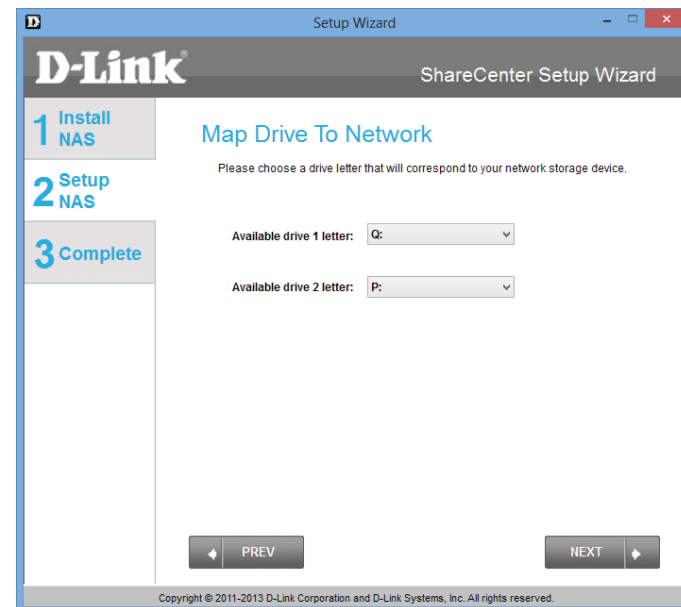 Setup Wizard
D-Link
ShareCenter Setup Wizard
1 Install
NAS
2 Setup
NAS
3 Complete
Map Drive To Network
Please choose a drive letter that will correspond to your network storage device.
Available drive 1 letter: Q:
Available drive 2 letter: P:
PREV
NEXT
Copyright © 2011-2013 D-Link Corporation and D-Link Systems, Inc. All rights reserved.